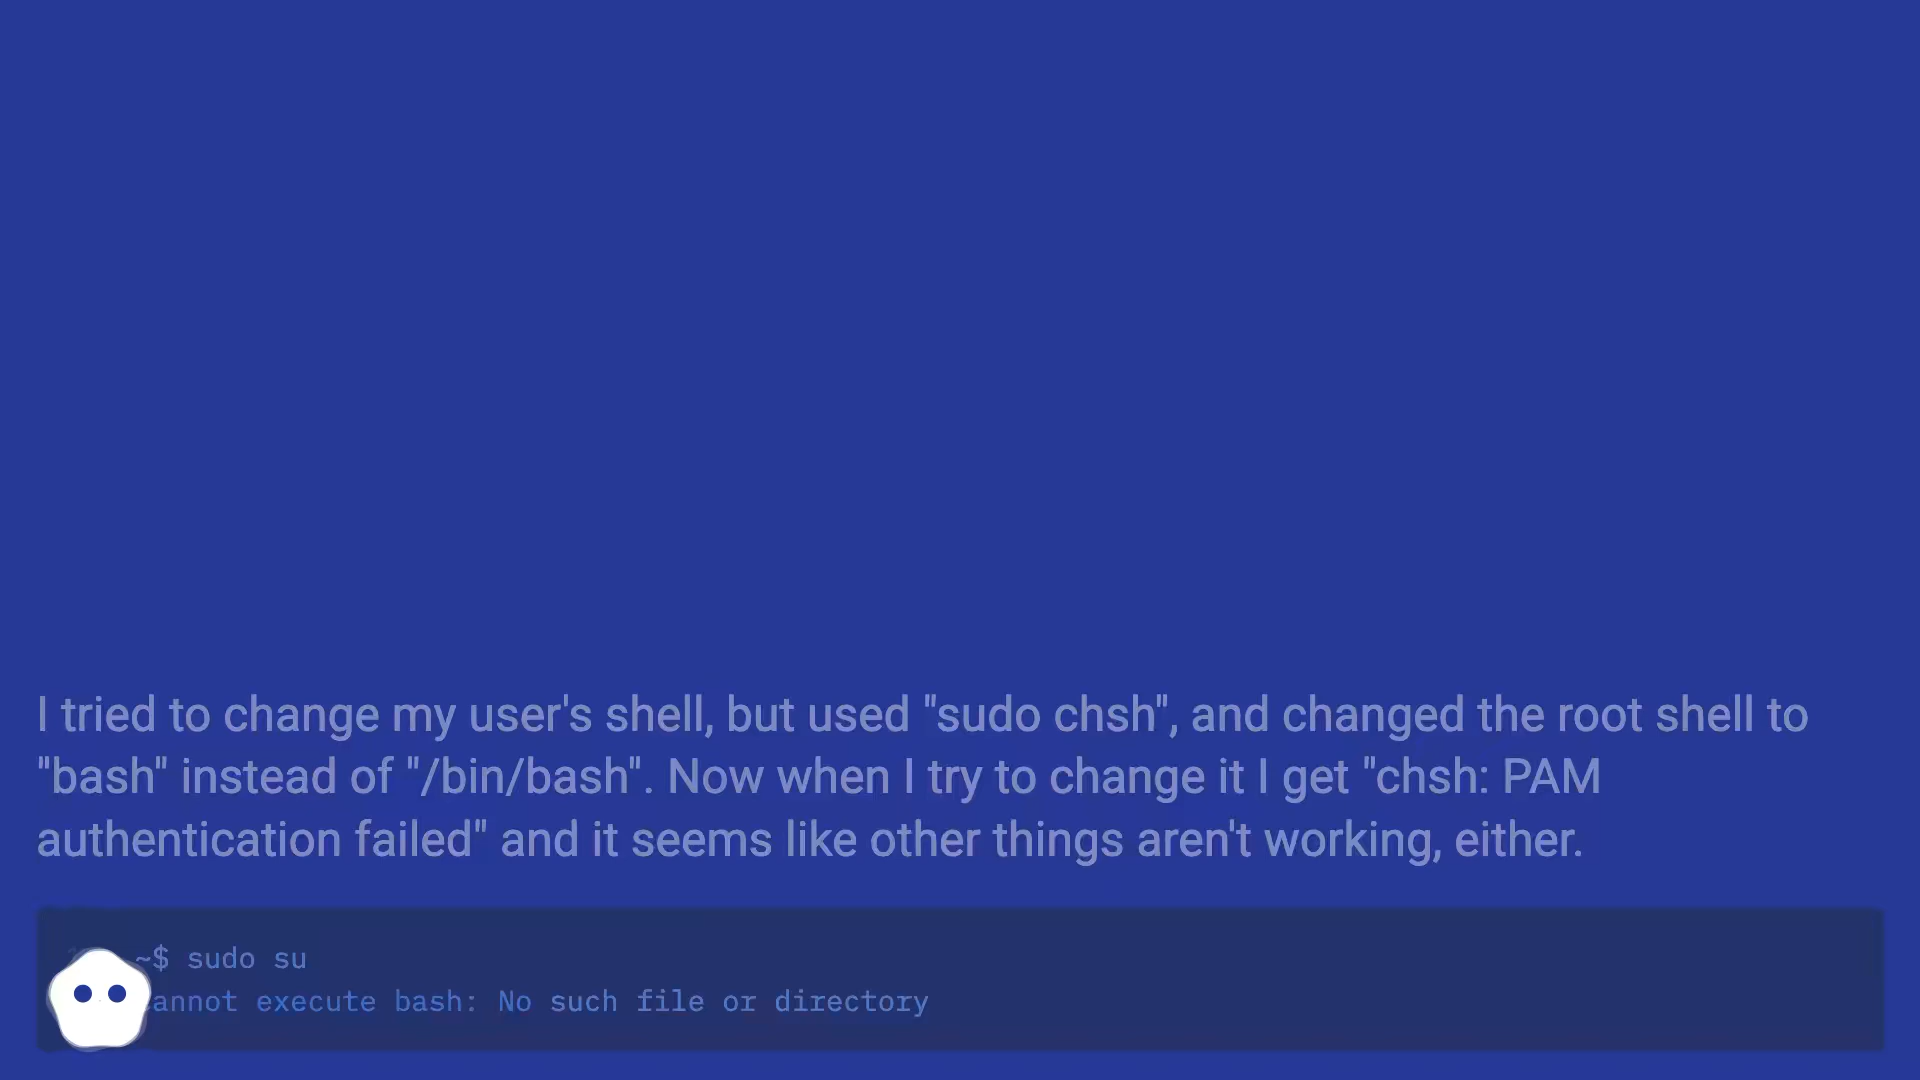 I tried to change my user's shell, but used "sudo chsh", and changed the root shell to
"bash" instead of "/bin/bash". Now when I try to change it I get "chsh: PAM
authentication failed" and it seems like other things aren't working, either.
~$ sudo su
execute bash: No such file or directory